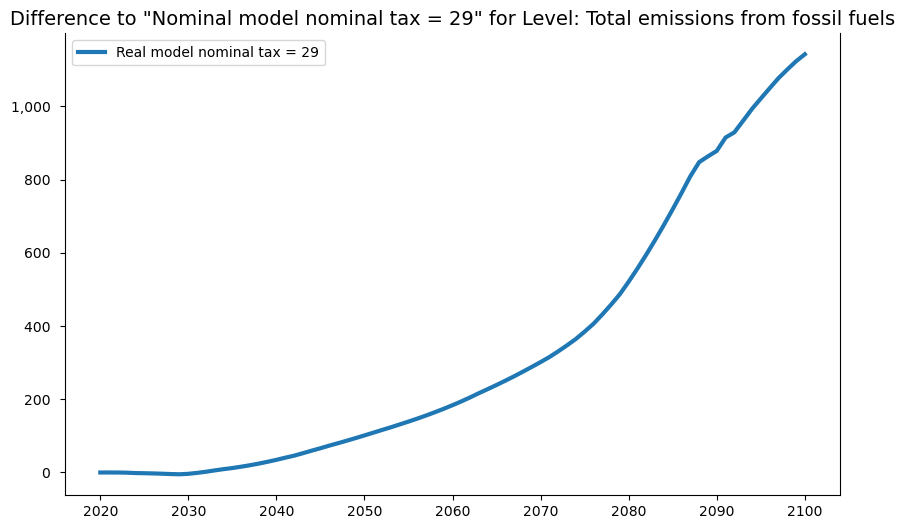 Difference to "Nominal model nominal tax = 29" for Level: Total emissions from fossil fuels
Real model nominal tax = 29
1,000
800
600
400
200
0
2020 2030 2040 2050 2060 2070 2080 2090 2100